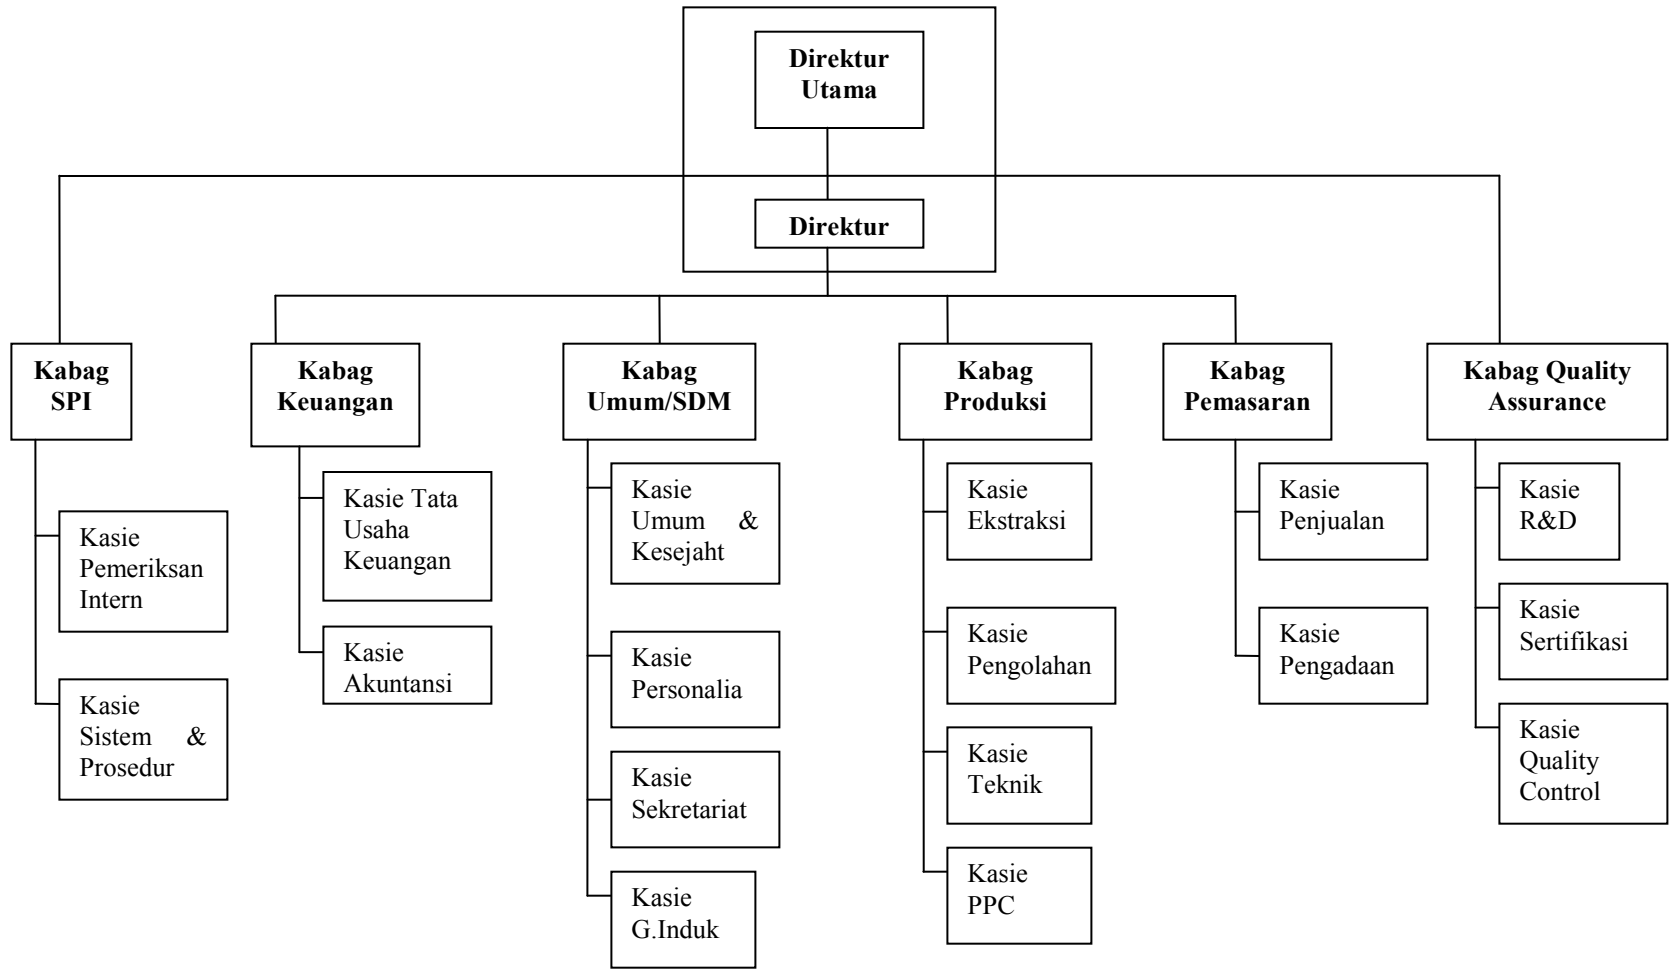 Direktur
Utama
Direktur
Kabag
SPI
Kabag
Keuangan
Kabag
Umum/SDM
Kabag
Produksi
Kabag
Pemasaran
Kabag Quality
Assurance
Kasie
Pemeriksan
Intern
Kasie
Sistem &
Prosedur
Kasie Tata
Usaha
Keuangan
Kasie
Akuntansi
Kasie
Umum &
Kesejaht
Kasie
Personalia
Kasie
Sekretariat
Kasie
G.Induk
Kasie
Ekstraksi
Kasie
Pengolahan
Kasie
Teknik
Kasie
PPC
Kasie
Penjualan
Kasie
Pengadaan
Kasie
R&D
Kasie
Sertifikasi
Kasie
Quality
Control